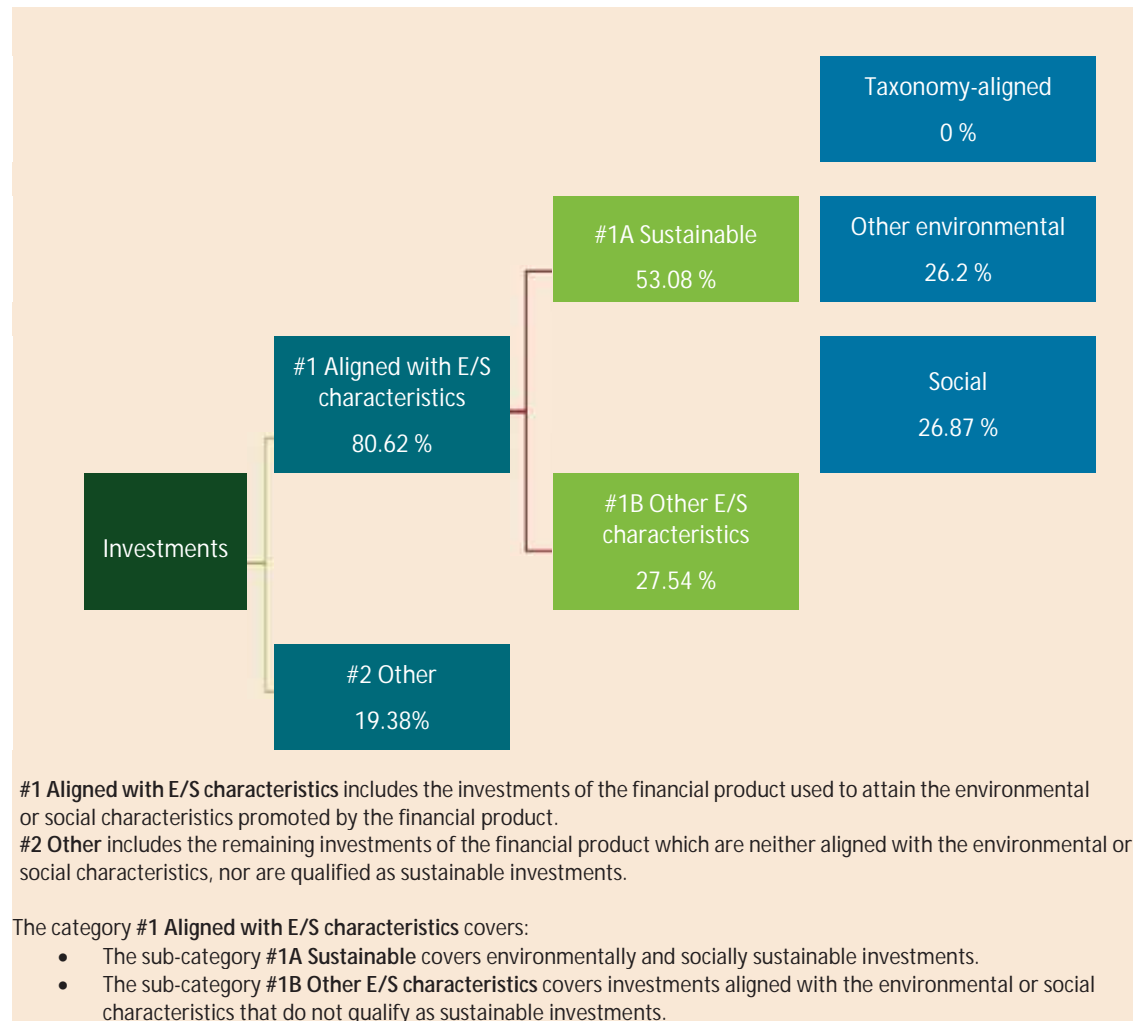 Taxonomy-aligned
0 %
#1A Sustainable
53.08 %
Other environmental
26.2 %
#1 Aligned with E/S
characteristics
80.62 %
Social
26.87 %
Investments
#1B Other E/S
characteristics
27.54 %
#2 Other
19.38%
#1 Aligned with E/S characteristics includes the investments of the financial product used to attain the environmental
or social characteristics promoted by the financial product.
#2 Other includes the remaining investments of the financial product which are neither aligned with the environmental or
social characteristics, nor are qualified as sustainable investments.
The category #1 Aligned with E/S characteristics covers:
• The sub-category #1A Sustainable covers environmentally and socially sustainable investments.
• The sub-category #1B Other E/S characteristics covers investments aligned with the environmental or social
characteristics that do not qualify as sustainable investments.